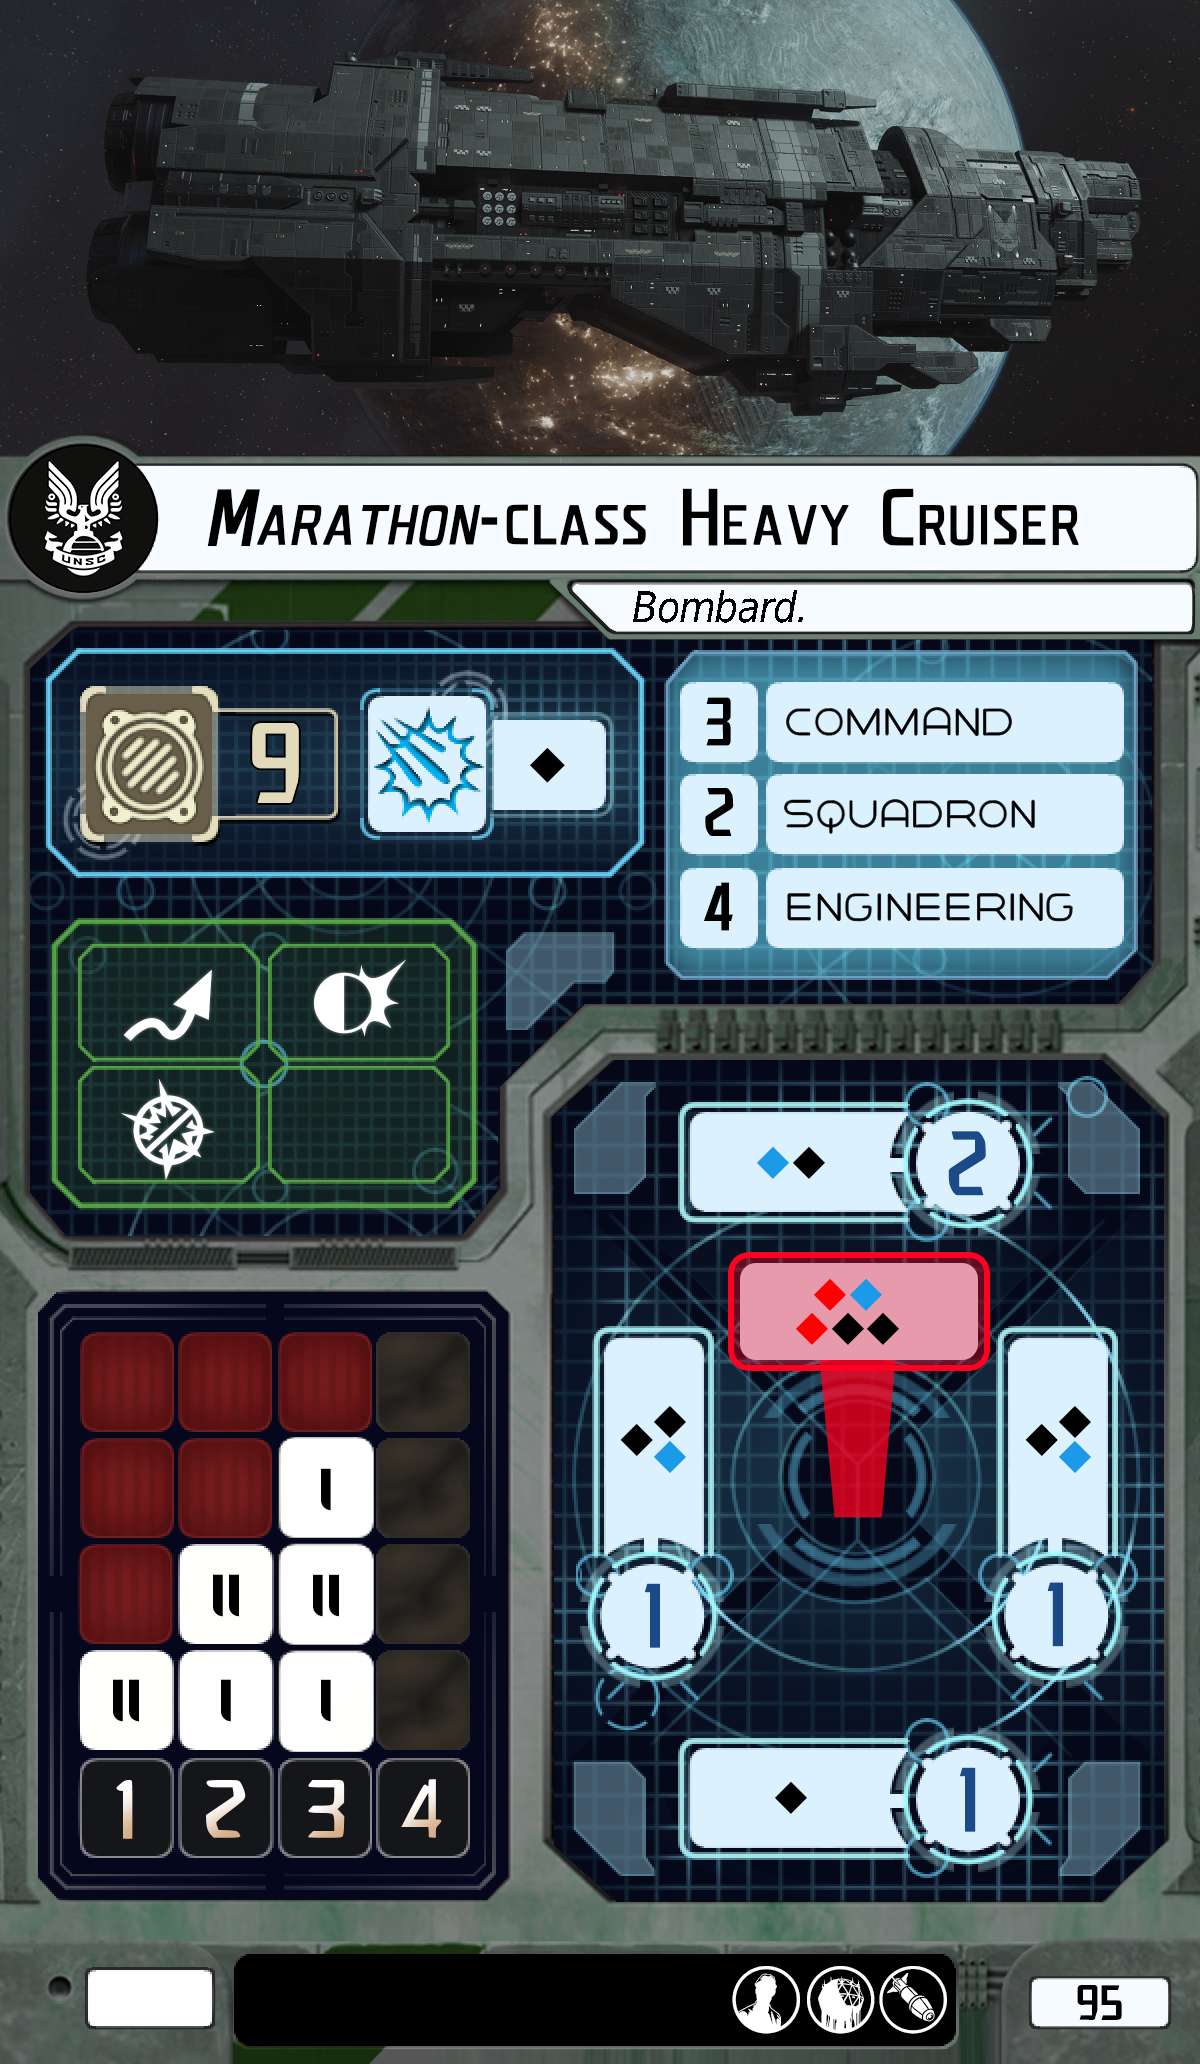 MARATHON-CLASS HEAVY CRUISER
UNSC
Bombard.
9
3 COMMAND
2 SQUADRON
4 ENGINEERING
2
I
II II
1 1
II I I
1
1 2 3 4
95